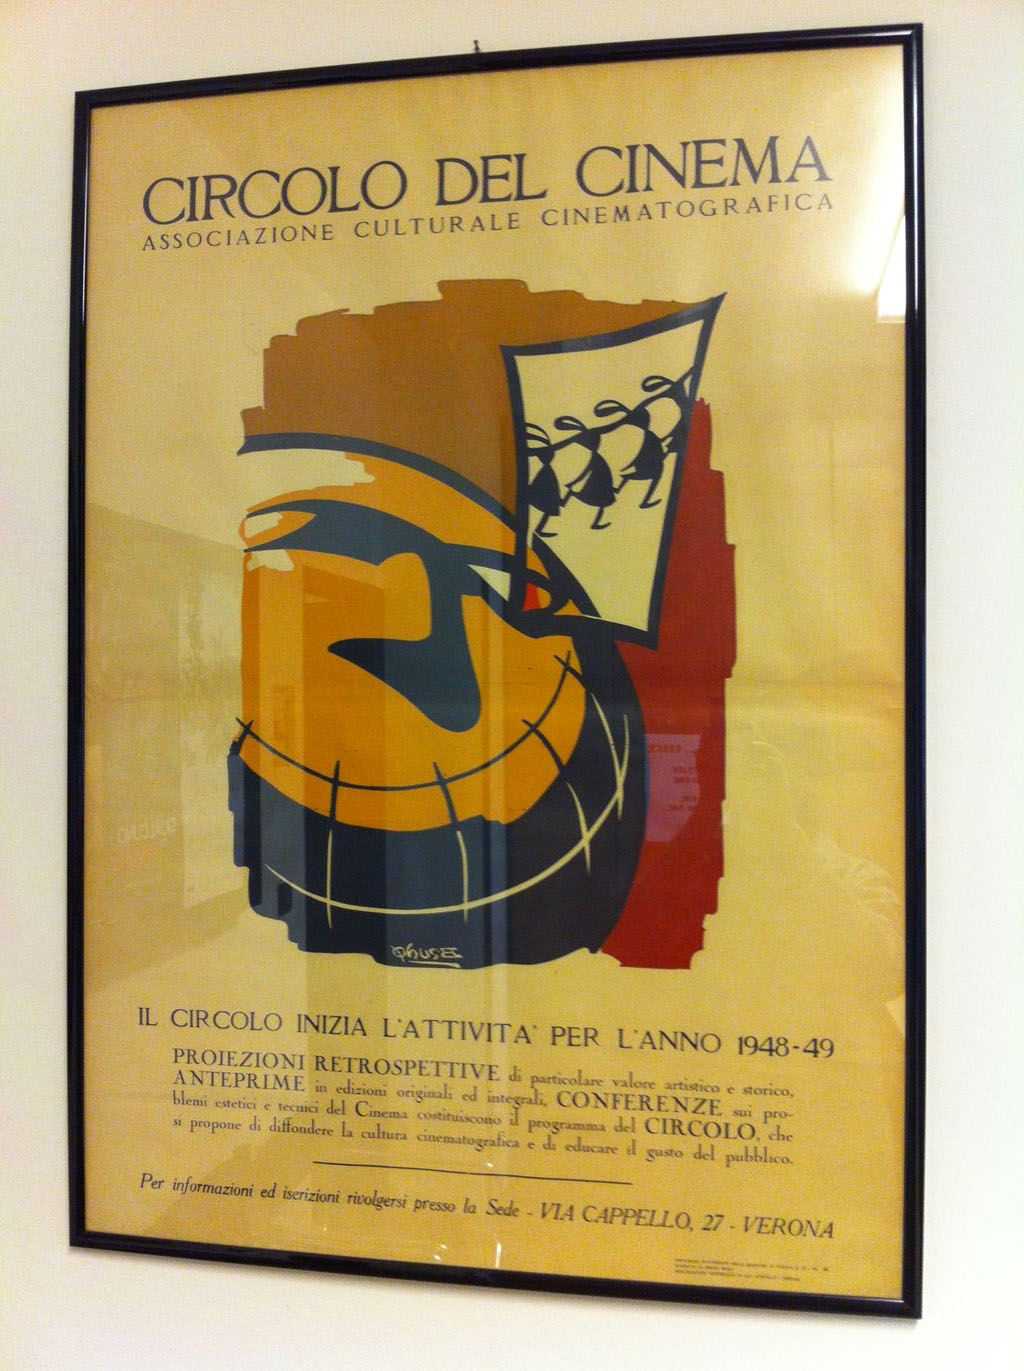 CIRCOLO DEL CINEMA
ASSOCIAZIONE CULTURALE CINEMATOGRAFICA
IL CIRCOLO INIZIA L'ATTIVITA' PER L'ANNO 1948-49
PROIEZIONI RETROSPETTIVE di particolare valore artistico e storico,
ANTEPRIME in edizioni originali ed integrali, CONFERENZE sui pro-
blemi estetici e tecnici del Cinema costituiscono il programma del CIRCOLO, che
si propone di diffondere la cultura cinematografica e di educare il gusto del pubblico.
Per informazioni ed iscrizioni rivolgersi presso la Sede - VIA CAPPELLO, 27 - VERONA